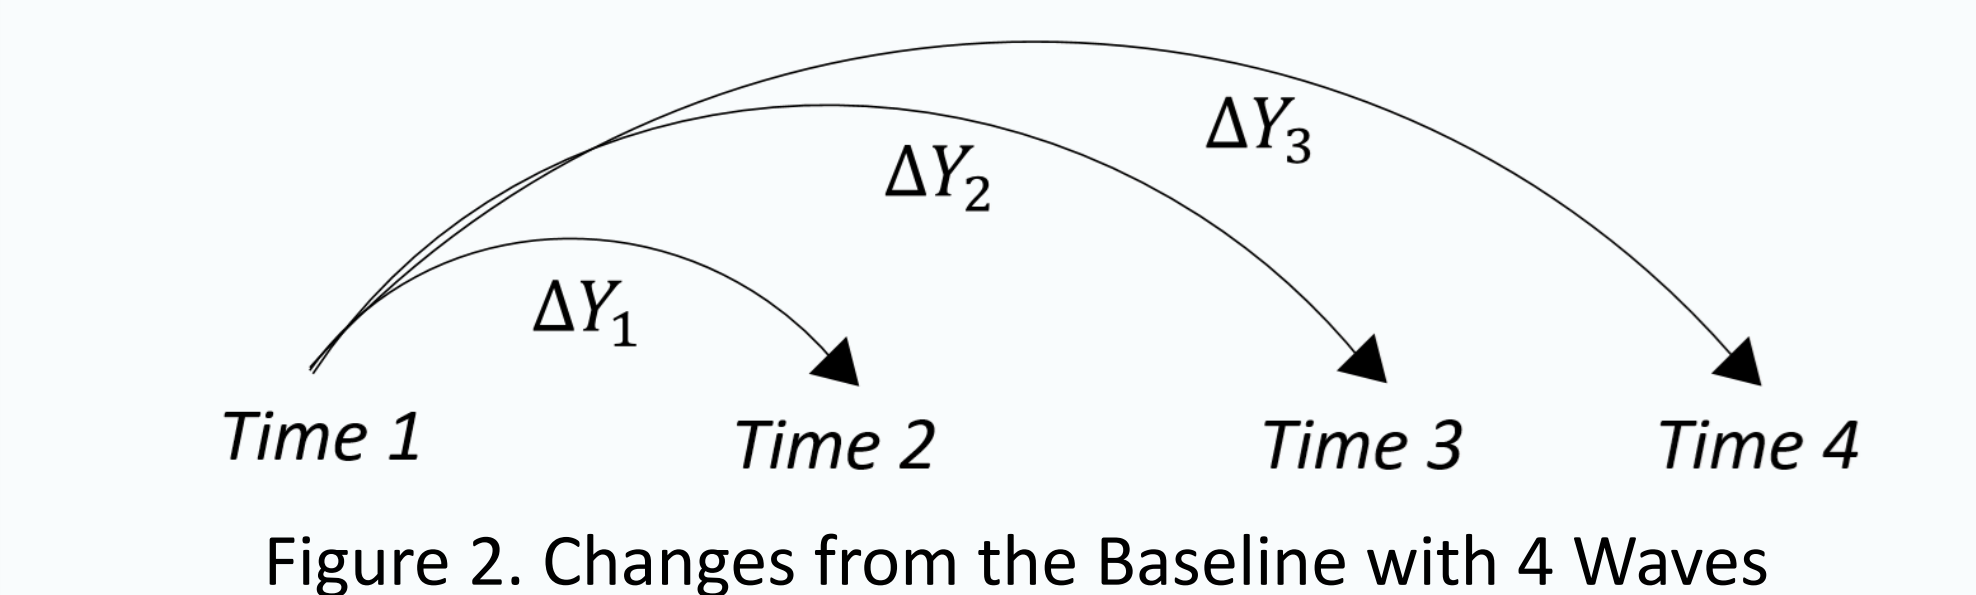 ΔY₃
ΔY₂
ΔY₁
Time 1 Time 2 Time 3 Time 4
Figure 2. Changes from the Baseline with 4 Waves